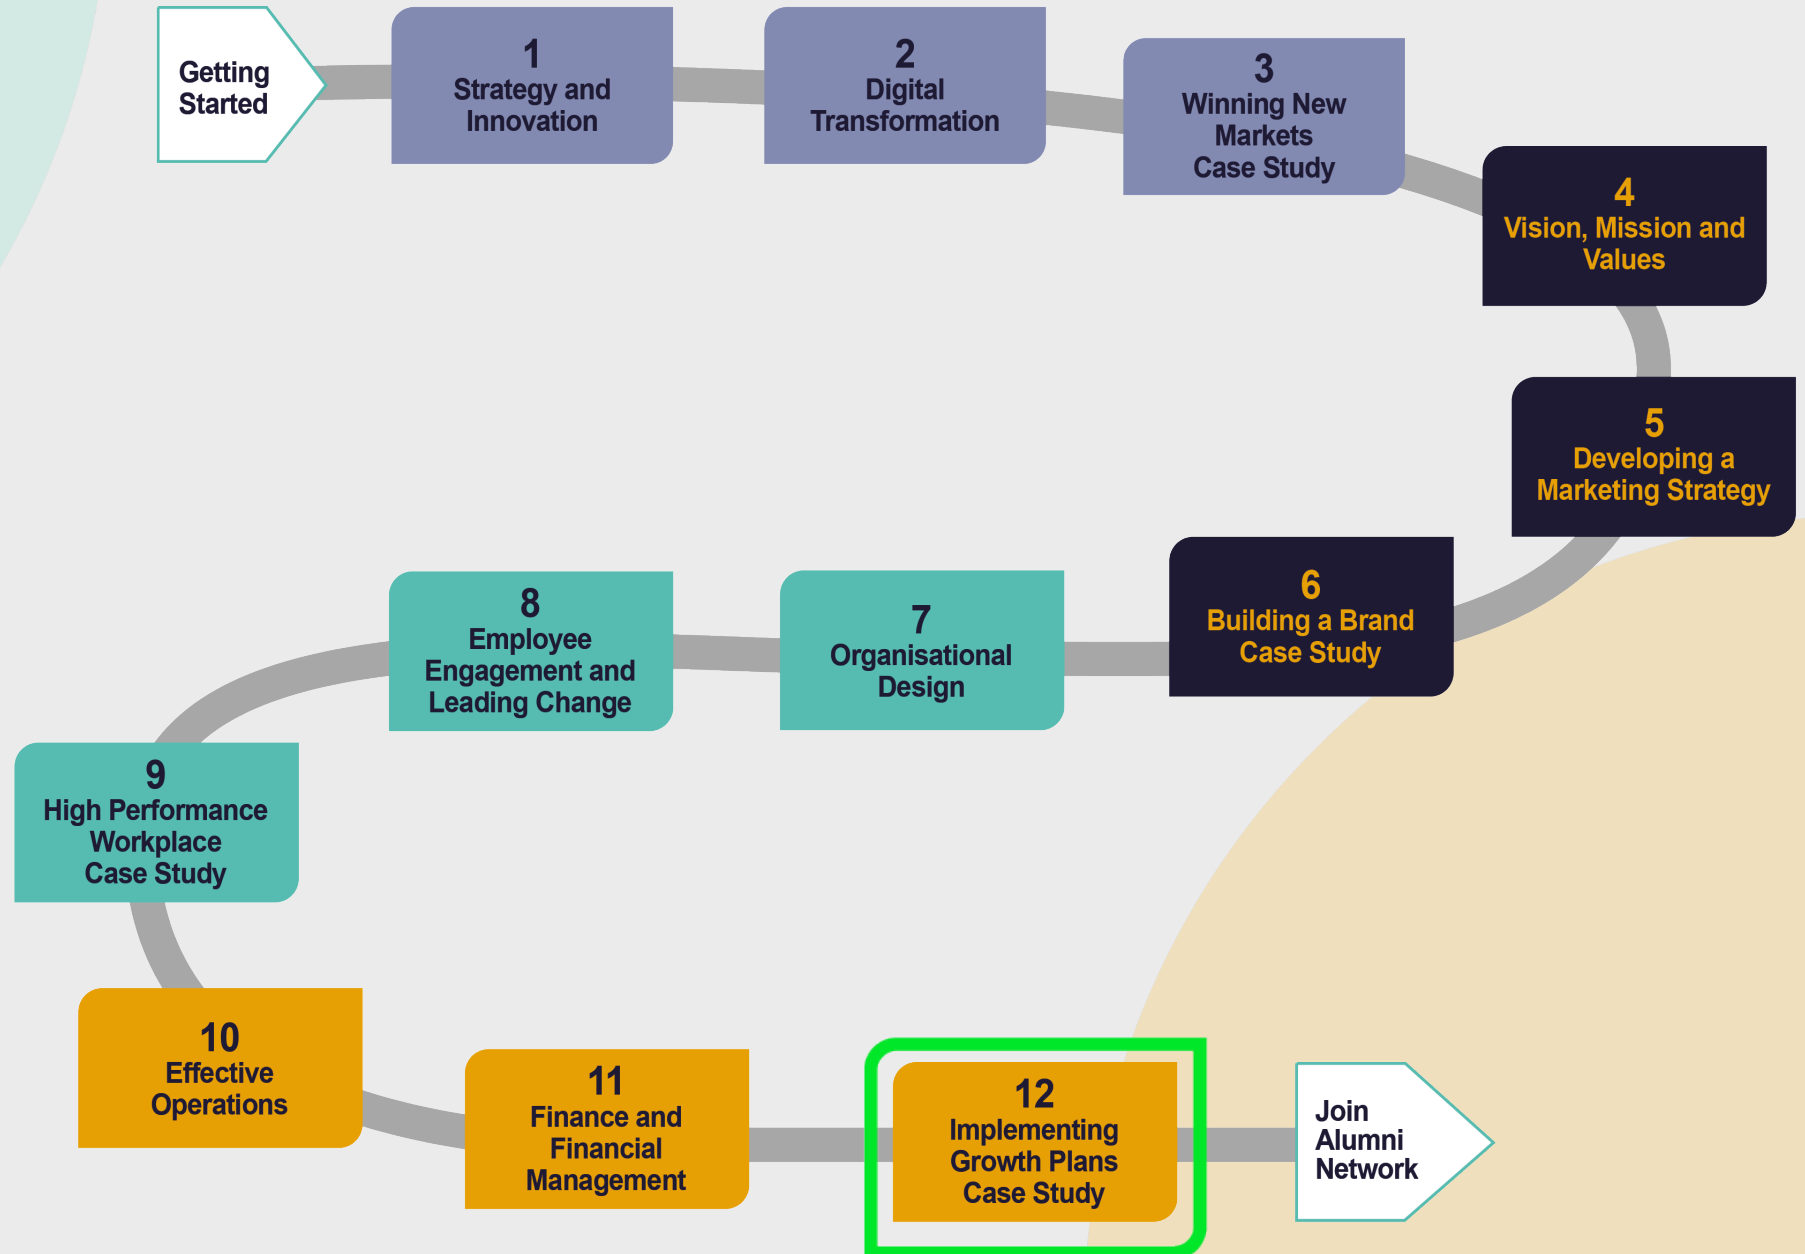 Getting
Started
1
Strategy and
Innovation
2
Digital
Transformation
3
Winning New
Markets
Case Study
4
Vision, Mission and
Values
5
Developing a
Marketing Strategy
6
Building a Brand
Case Study
7
Organisational
Design
8
Employee
Engagement and
Leading Change
9
High Performance
Workplace
Case Study
10
Effective
Operations
11
Finance and
Financial
Management
12
Implementing
Growth Plans
Case Study
Join
Alumni
Network